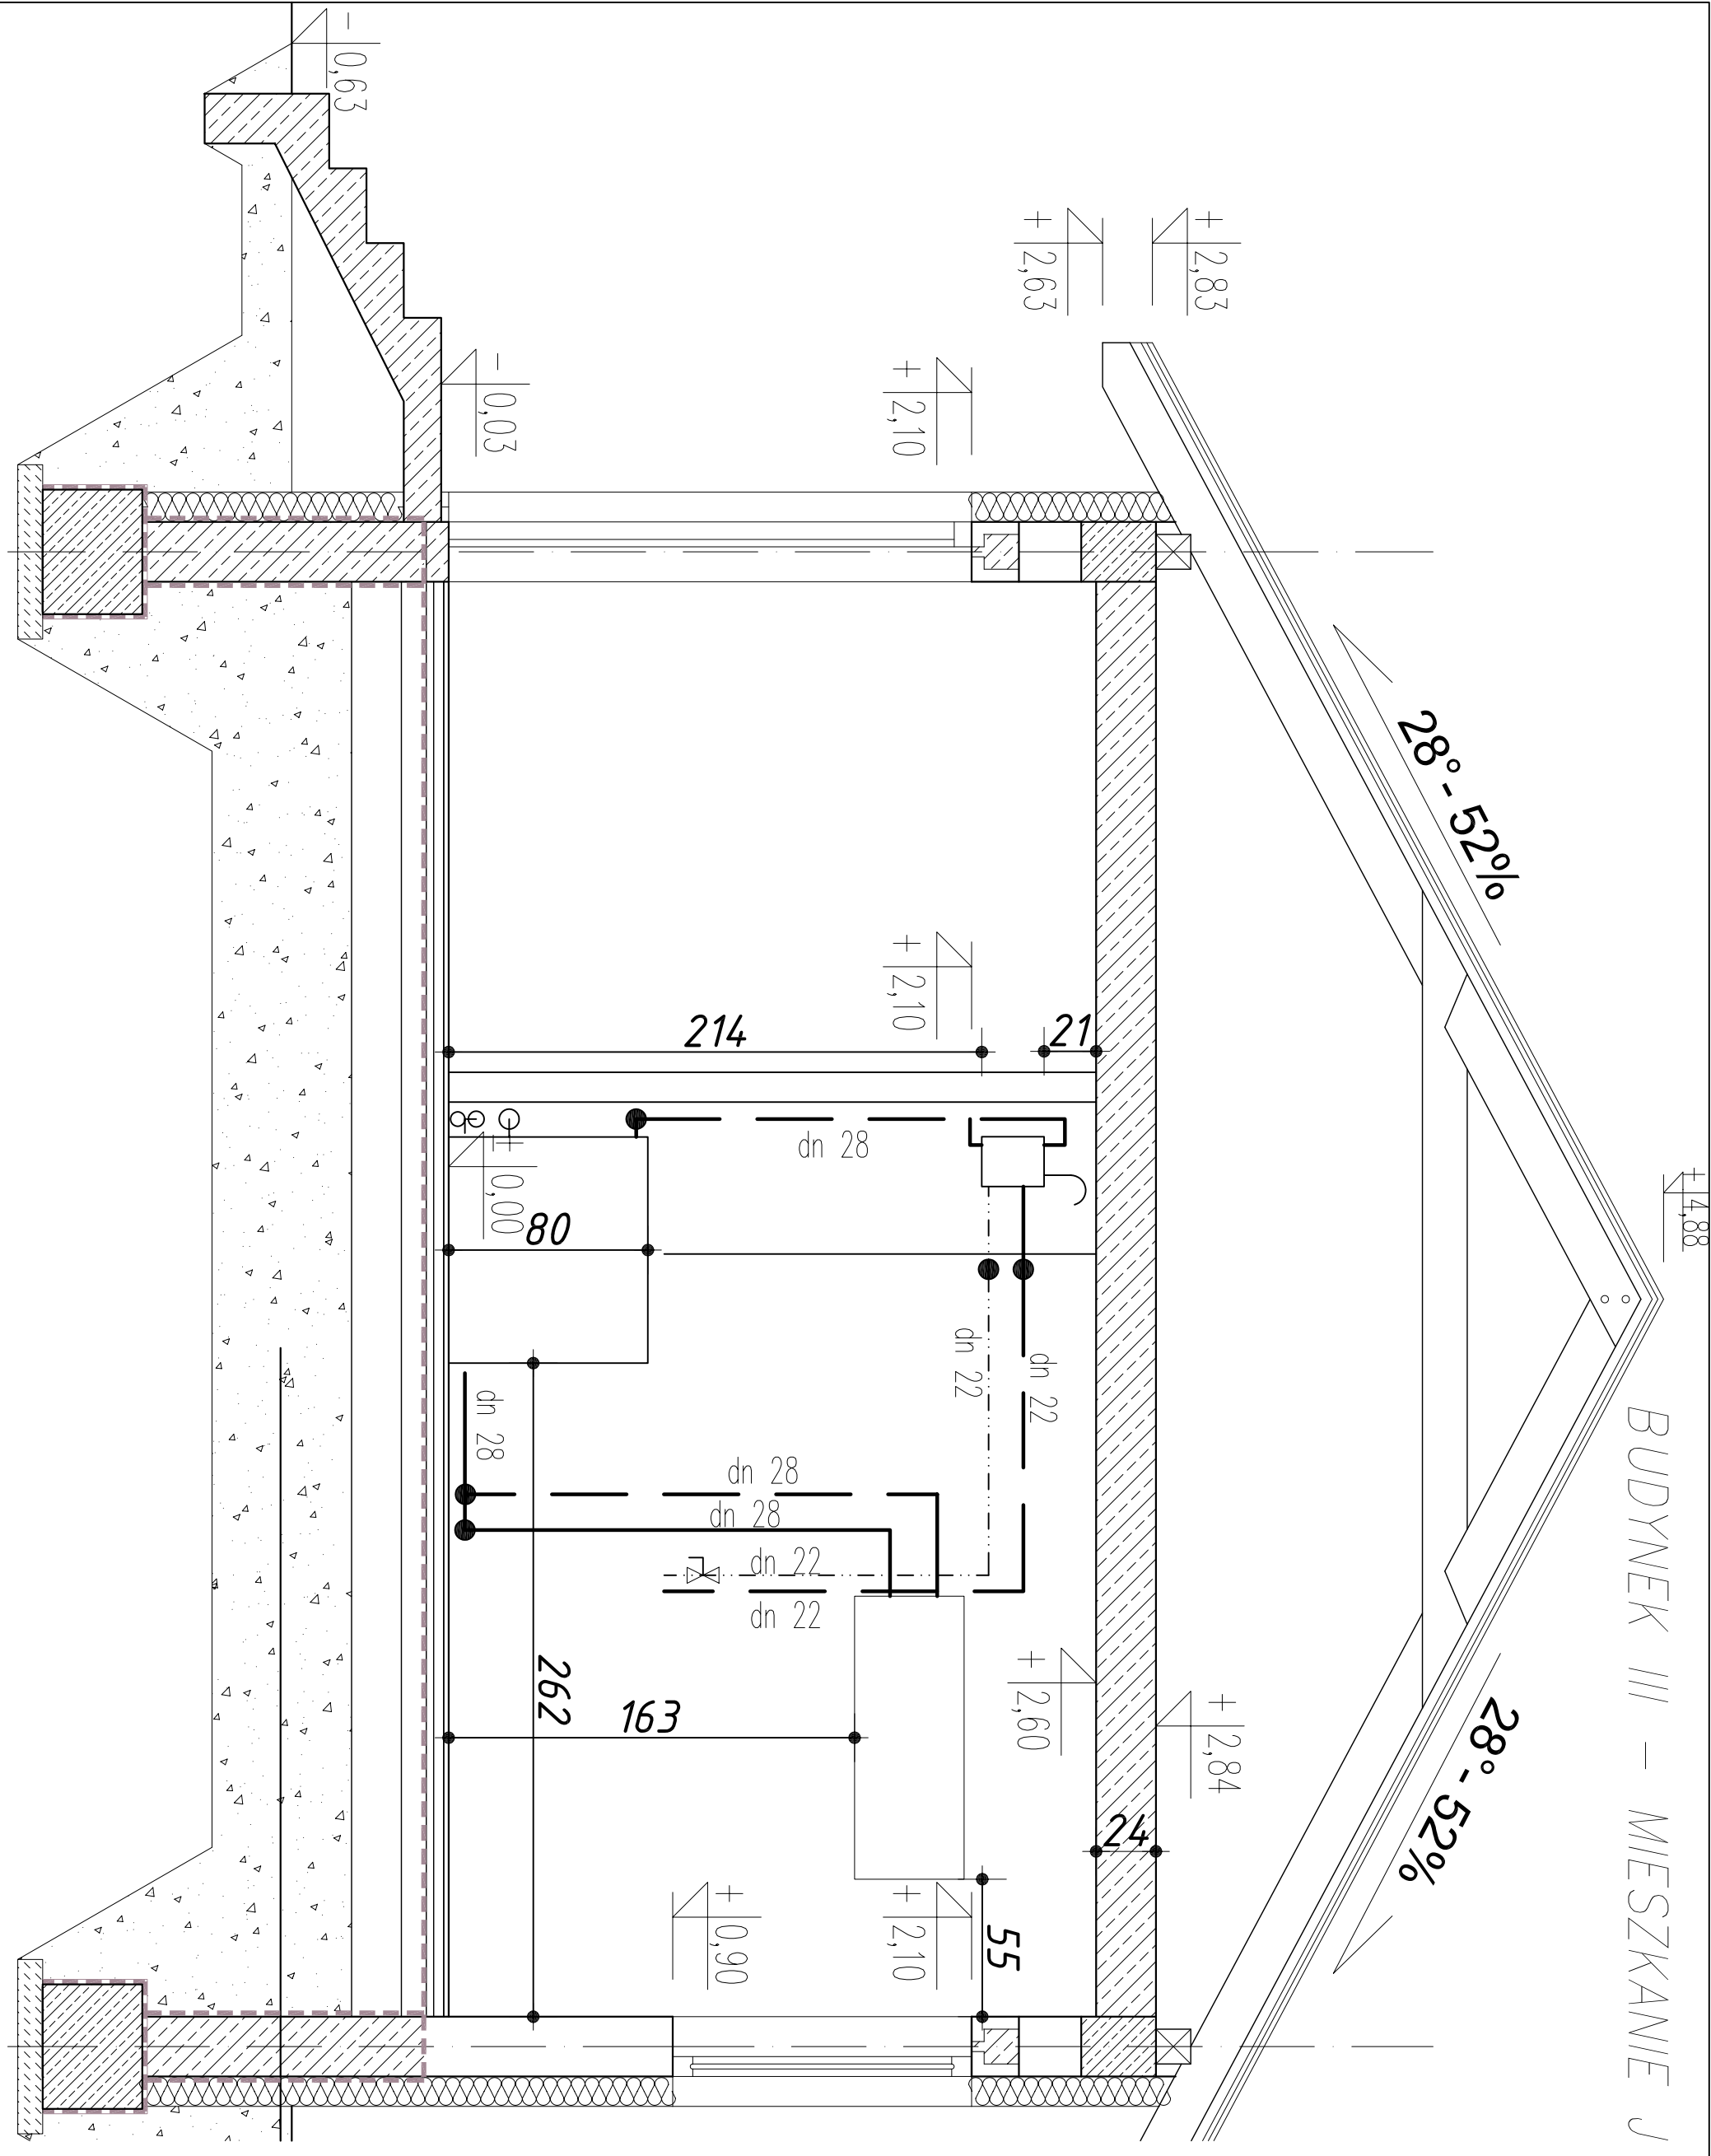 BUDYNEK III - MIESZKANIE J
+ 4,88
28° - 52%
28° - 52%
+ 2,83
+ 2,63
+ 2,84
24
+ 2,60
21
+ 2,10
+ 2,10
+ 2,10
55
214
dn 28
dn 22
dn 22
dn 28
dn 28
dn 22
dn 22
+ 0,90
163
80
262
dn 28
± 0,00
- 0,03
- 0,63